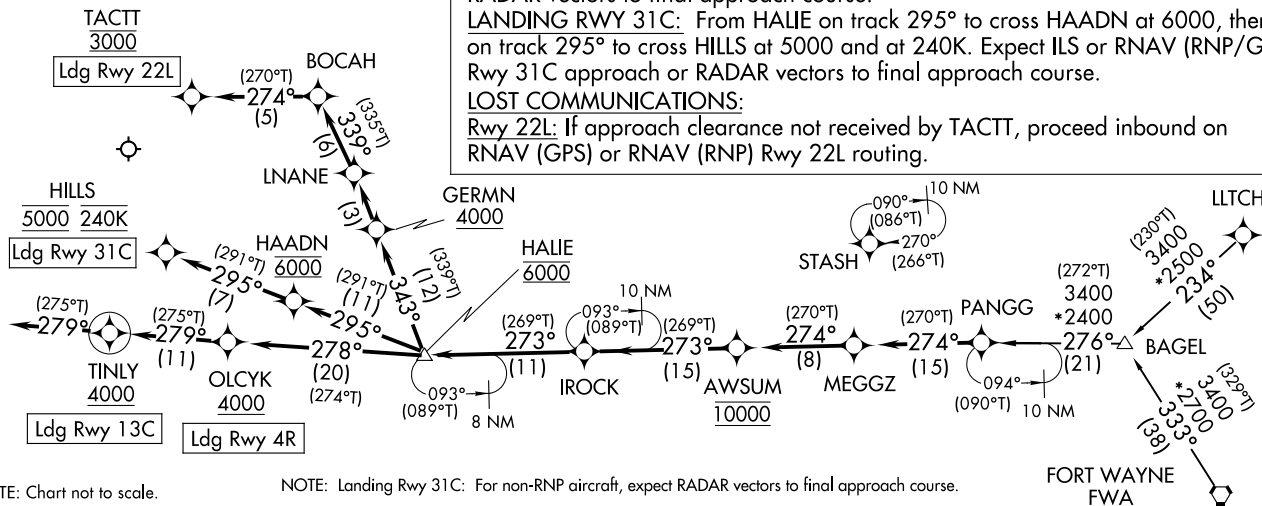 RADAR vectors to final approach course.
LANDING RWY 31C: From HALIE on track 295° to cross HAADN at 6000, then
on track 295° to cross HILLS at 5000 and at 240K. Expect ILS or RNAV (RNP/G
Rwy 31C approach or RADAR vectors to final approach course.
LOST COMMUNICATIONS:
Rwy 22L: If approach clearance not received by TACTT, proceed inbound on
RNAV (GPS) or RNAV (RNP) Rwy 22L routing.
TACTT
3000
Ldg Rwy 22L
BOCAH
(270°T)
274°
(5)
(335°T)
339°
(6)
LNANE
(3)
GERMN
4000
HILLS
5000 240K
Ldg Rwy 31C
HAADN
6000
(291°T)
295°
(7)
(291°T)
(11)
295°
(339°T)
(12)
343°
HALIE
6000
(275°T)
279°
TINLY
4000
Ldg Rwy 13C
(275°T)
279°
(11)
OLCYK
4000
Ldg Rwy 4R
278°
(20)
(274°T)
093°
(089°T)
8 NM
(269°T)
273°
(11)
10 NM
093°
(089°T)
IROCK
(269°T)
273°
(15)
AWSUM
10000
(270°T)
274°
(8)
MEGGZ
STASH
090°
(086°T)
10 NM
270°
(266°T)
(270°T)
274°
(15)
PANGG
094°
(090°T)
10 NM
(272°T)
3400
*2400
276°
(21)
BAGEL
LLTCH
(230°T)
3400
*2500
234°
(50)
(329°T)
3400
*2700
333°
(38)
FORT WAYNE
FWA
TE: Chart not to scale.
NOTE: Landing Rwy 31C: For non-RNP aircraft, expect RADAR vectors to final approach course.